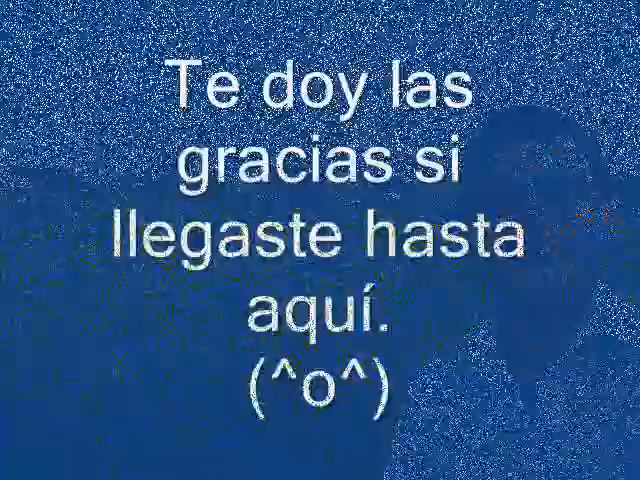 Te doy las
gracias si
llegaste hasta
aquí.
(^o^)